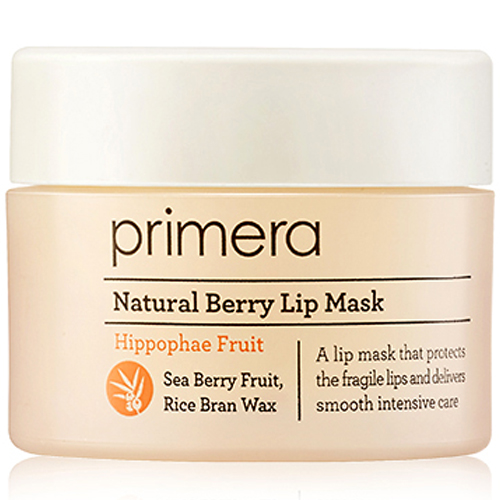 primera
Natural Berry Lip Mask
Hippophae Fruit
Sea Berry Fruit,
Rice Bran Wax
A lip mask that protects
the fragile lips and delivers
smooth intensive care